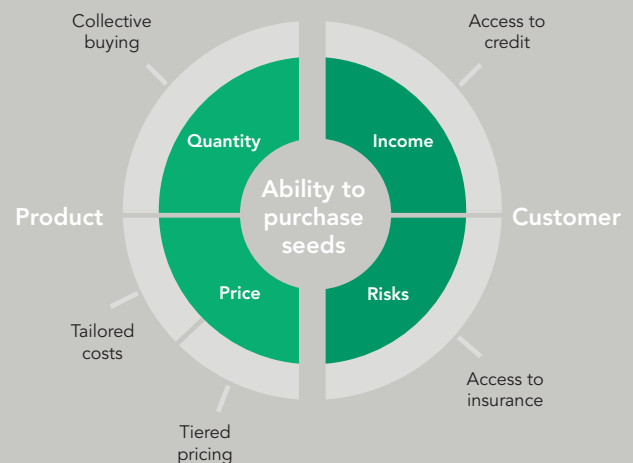 Collective
buying
Access to
credit
Quantity
Income
Ability to
purchase
seeds
Product
Customer
Price
Risks
Tailored
costs
Access to
insurance
Tiered
pricing